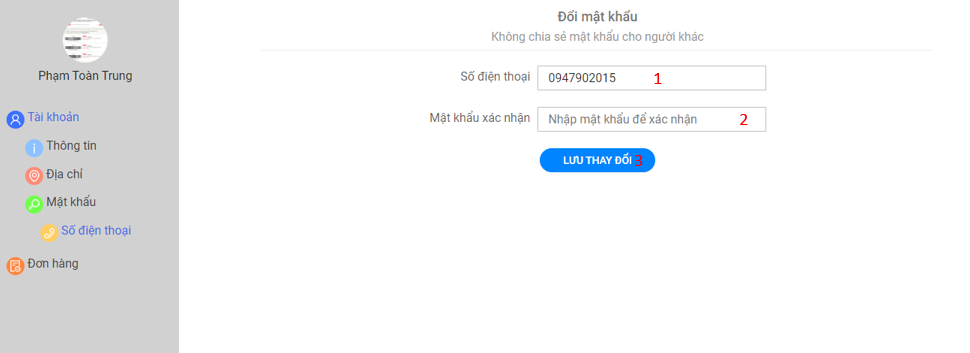 Phạm Toàn Trung
Tài khoản
Thông tin
Địa chỉ
Mật khẩu
Số điện thoại
Đơn hàng
Đổi mật khẩu
Không chia sẻ mật khẩu cho người khác
Số điện thoại 0947902015 1
Mật khẩu xác nhận Nhập mật khẩu để xác nhận 2
LƯU THAY ĐỔI 3